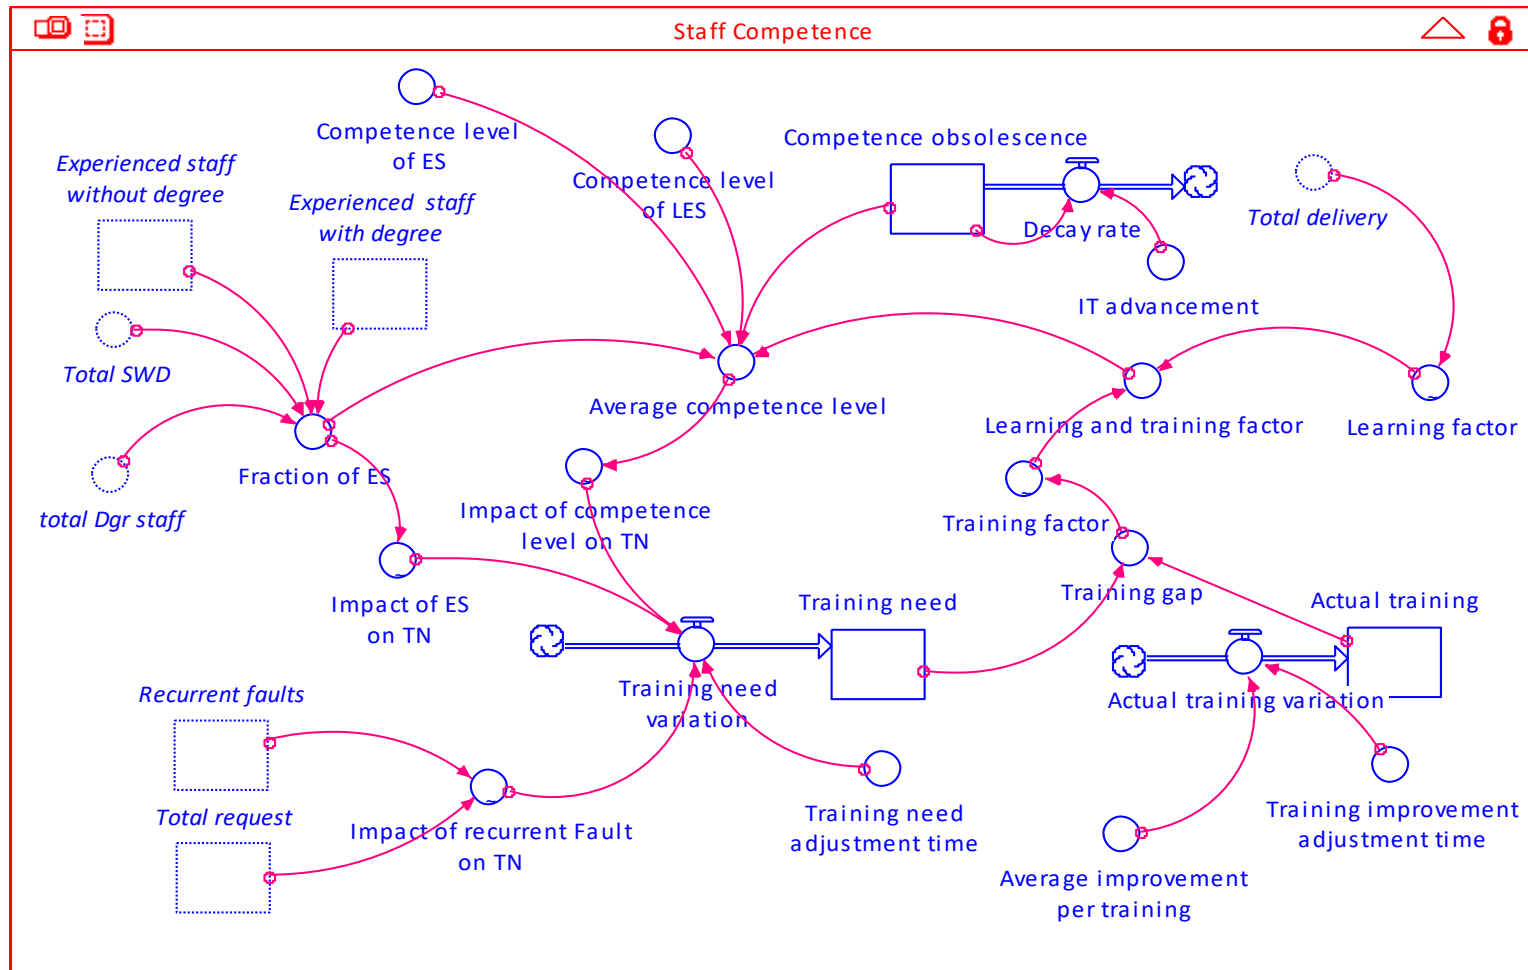 Staff Competence
Competence level
of ES
Competence level
of LES
Competence obsolescence
Experienced staff
without degree
Experienced staff
with degree
Decay rate
Total delivery
IT advancement
Total SWD
Average competence level
Learning and training factor
Learning factor
Fraction of ES
total Dgr staff
Impact of competence
level on TN
Training factor
Impact of ES
on TN
Training need
Training gap
Actual training
Training need
variation
Actual training variation
Recurrent faults
Total request
Impact of recurrent Fault
on TN
Training need
adjustment time
Training improvement
adjustment time
Average improvement
per training